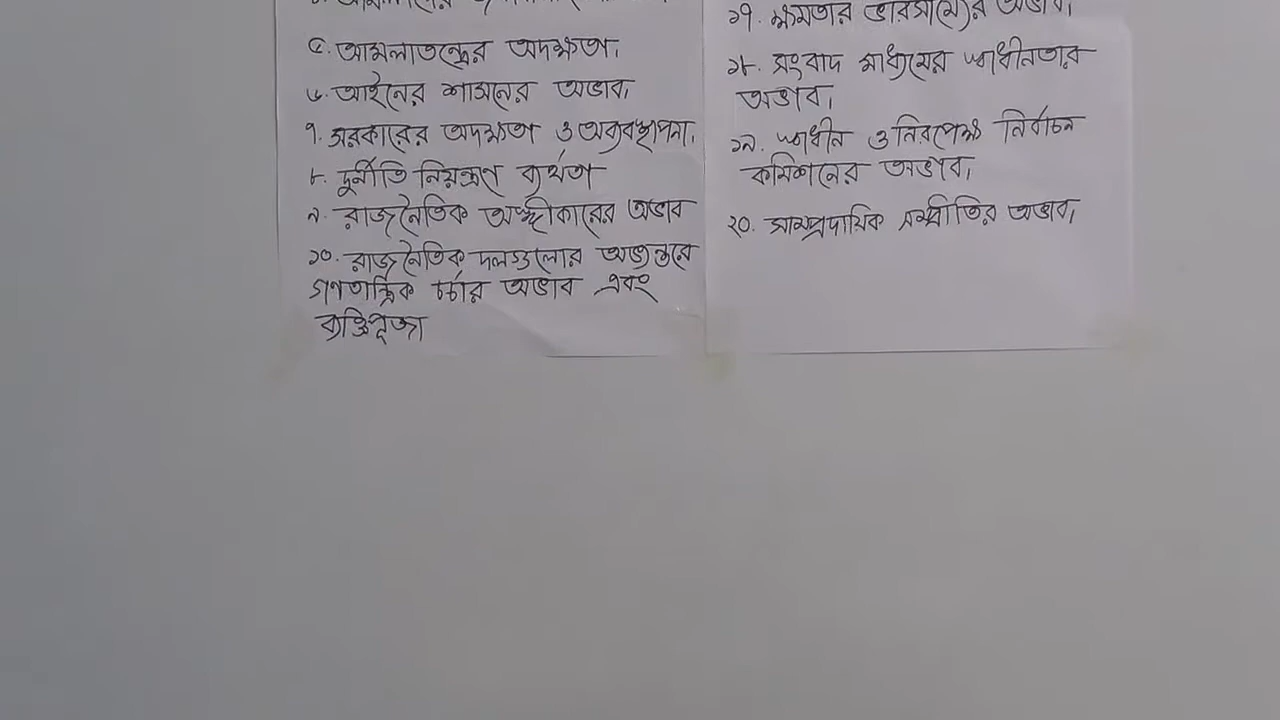 ৫. আমলাতন্ত্রের অদক্ষতা।
৬. আইনের শাসনের অভাব।
৭. সরকারের অদক্ষতা ও অব্যবস্থাপনা।
৮. দুর্নীতি নিয়ন্ত্রণে ব্যর্থতা
৯. রাজনৈতিক অঙ্গীকারের অভাব
১০. রাজনৈতিক দলগুলোর অভ্যন্তরে
গণতান্ত্রিক চর্চার অভাব এবং
ব্যক্তিপূজা
১৭. ক্ষমতার ভারসাম্যের অভাব।
১৮. সংবাদ মাধ্যমের স্বাধীনতার
অভাব।
১৯. স্বাধীন ও নিরপেক্ষ নির্বাচন
কমিশনের অভাব।
২০. সাম্প্রদায়িক সম্প্রীতির অভাব।